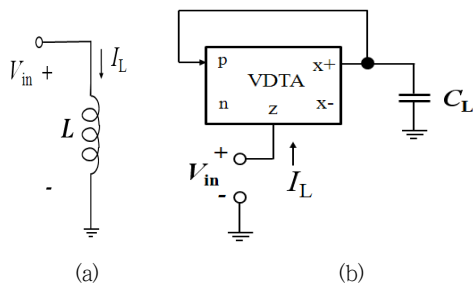 V_in +
I_L
L
-
(a)
p
VDTA
x+
n
x-
z
C_L
+
V_in
I_L
-
(b)